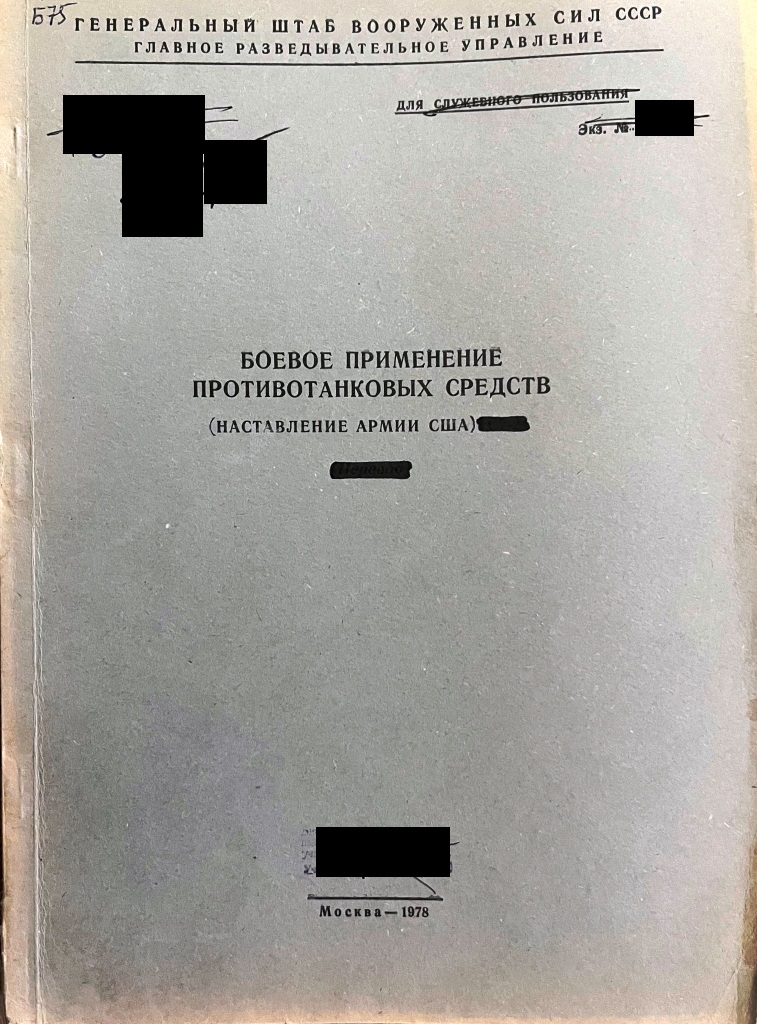 Б75
ГЕНЕРАЛЬНЫЙ ШТАБ ВООРУЖЕННЫХ СИЛ СССР
ГЛАВНОЕ РАЗВЕДЫВАТЕЛЬНОЕ УПРАВЛЕНИЕ
ДЛЯ СЛУЖЕБНОГО ПОЛЬЗОВАНИЯ
Экз. №
БОЕВОЕ ПРИМЕНЕНИЕ
ПРОТИВОТАНКОВЫХ СРЕДСТВ
(НАСТАВЛЕНИЕ АРМИИ США)
Москва — 1978